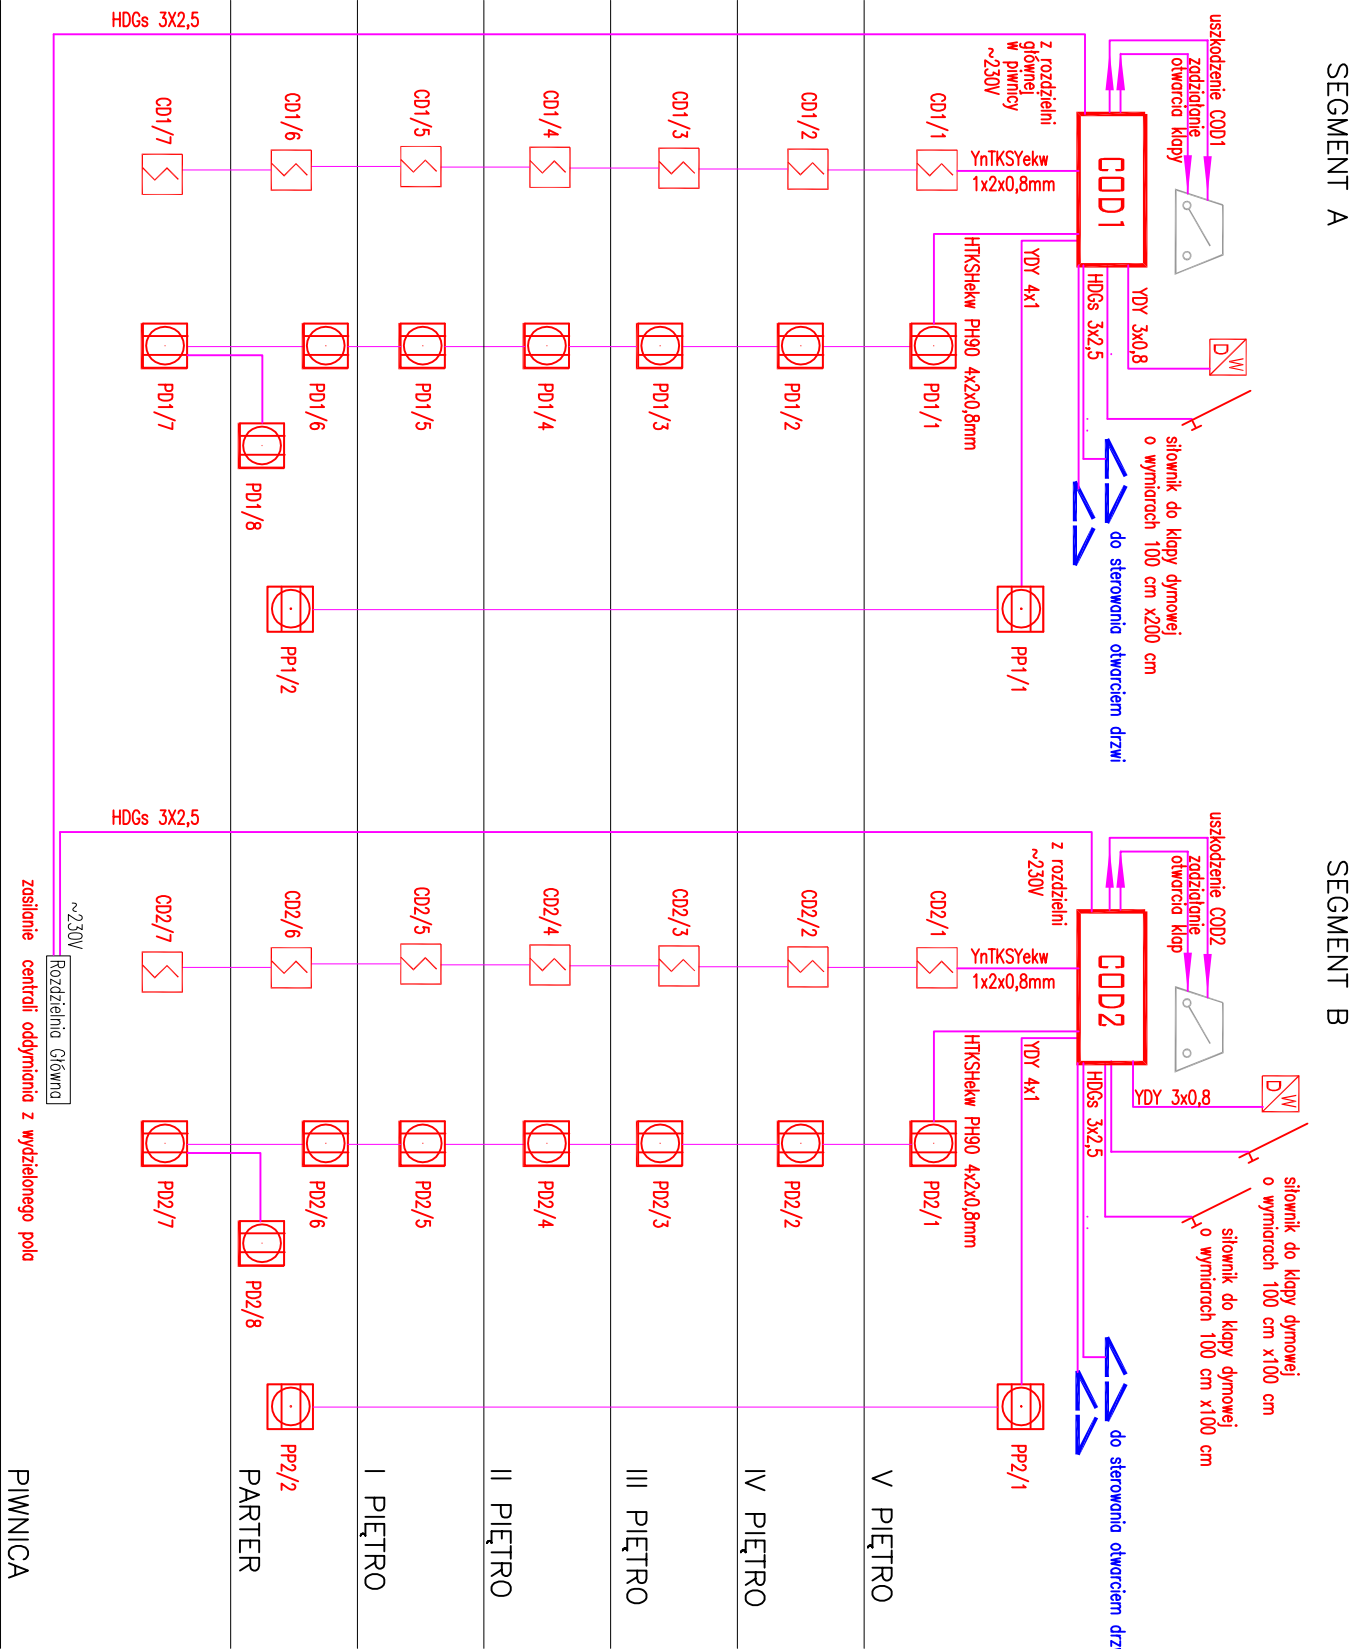 SEGMENT A
uszkodzenie COD1
zadziałanie
otwarcia klapy
z rozdzielni
głównej
w piwnicy
~230V
HDGs 3X2,5
COD1
YnTKSYekw
1x2x0,8mm
YDY 4x1
HTKSHekw PH90 4x2x0,8mm
HDGs 3x2,5
YDY 3x0,8
W
D
siłownik do klapy dymowej
o wymiarach 100 cm x200 cm
do sterowania otwarciem drzwi
CD1/1
CD1/2
CD1/3
CD1/4
CD1/5
CD1/6
CD1/7
PD1/1
PD1/2
PD1/3
PD1/4
PD1/5
PD1/6
PD1/7
PD1/8
PP1/1
PP1/2
SEGMENT B
uszkodzenie COD2
zadziałanie
otwarcia klap
z rozdzielni
~230V
HDGs 3X2,5
COD2
YnTKSYekw
1x2x0,8mm
YDY 4x1
HTKSHekw PH90 4x2x0,8mm
HDGs 3x2,5
YDY 3x0,8
W
D
siłownik do klapy dymowej
o wymiarach 100 cm x100 cm
siłownik do klapy dymowej
o wymiarach 100 cm x100 cm
do sterowania otwarciem drz
CD2/1
CD2/2
CD2/3
CD2/4
CD2/5
CD2/6
CD2/7
PD2/1
PD2/2
PD2/3
PD2/4
PD2/5
PD2/6
PD2/7
PD2/8
PP2/1
PP2/2
V PIĘTRO
IV PIĘTRO
III PIĘTRO
II PIĘTRO
I PIĘTRO
PARTER
PIWNICA
~230V
Rozdzielnia Główna
zasilanie centrali oddymiania z wydzielonego pola